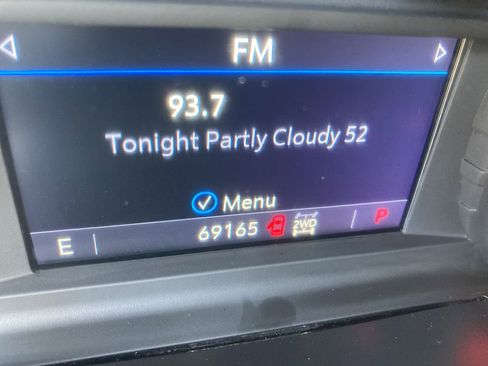 FM
93.7
Tonight Partly Cloudy 52
Menu
E 69165 2WD P